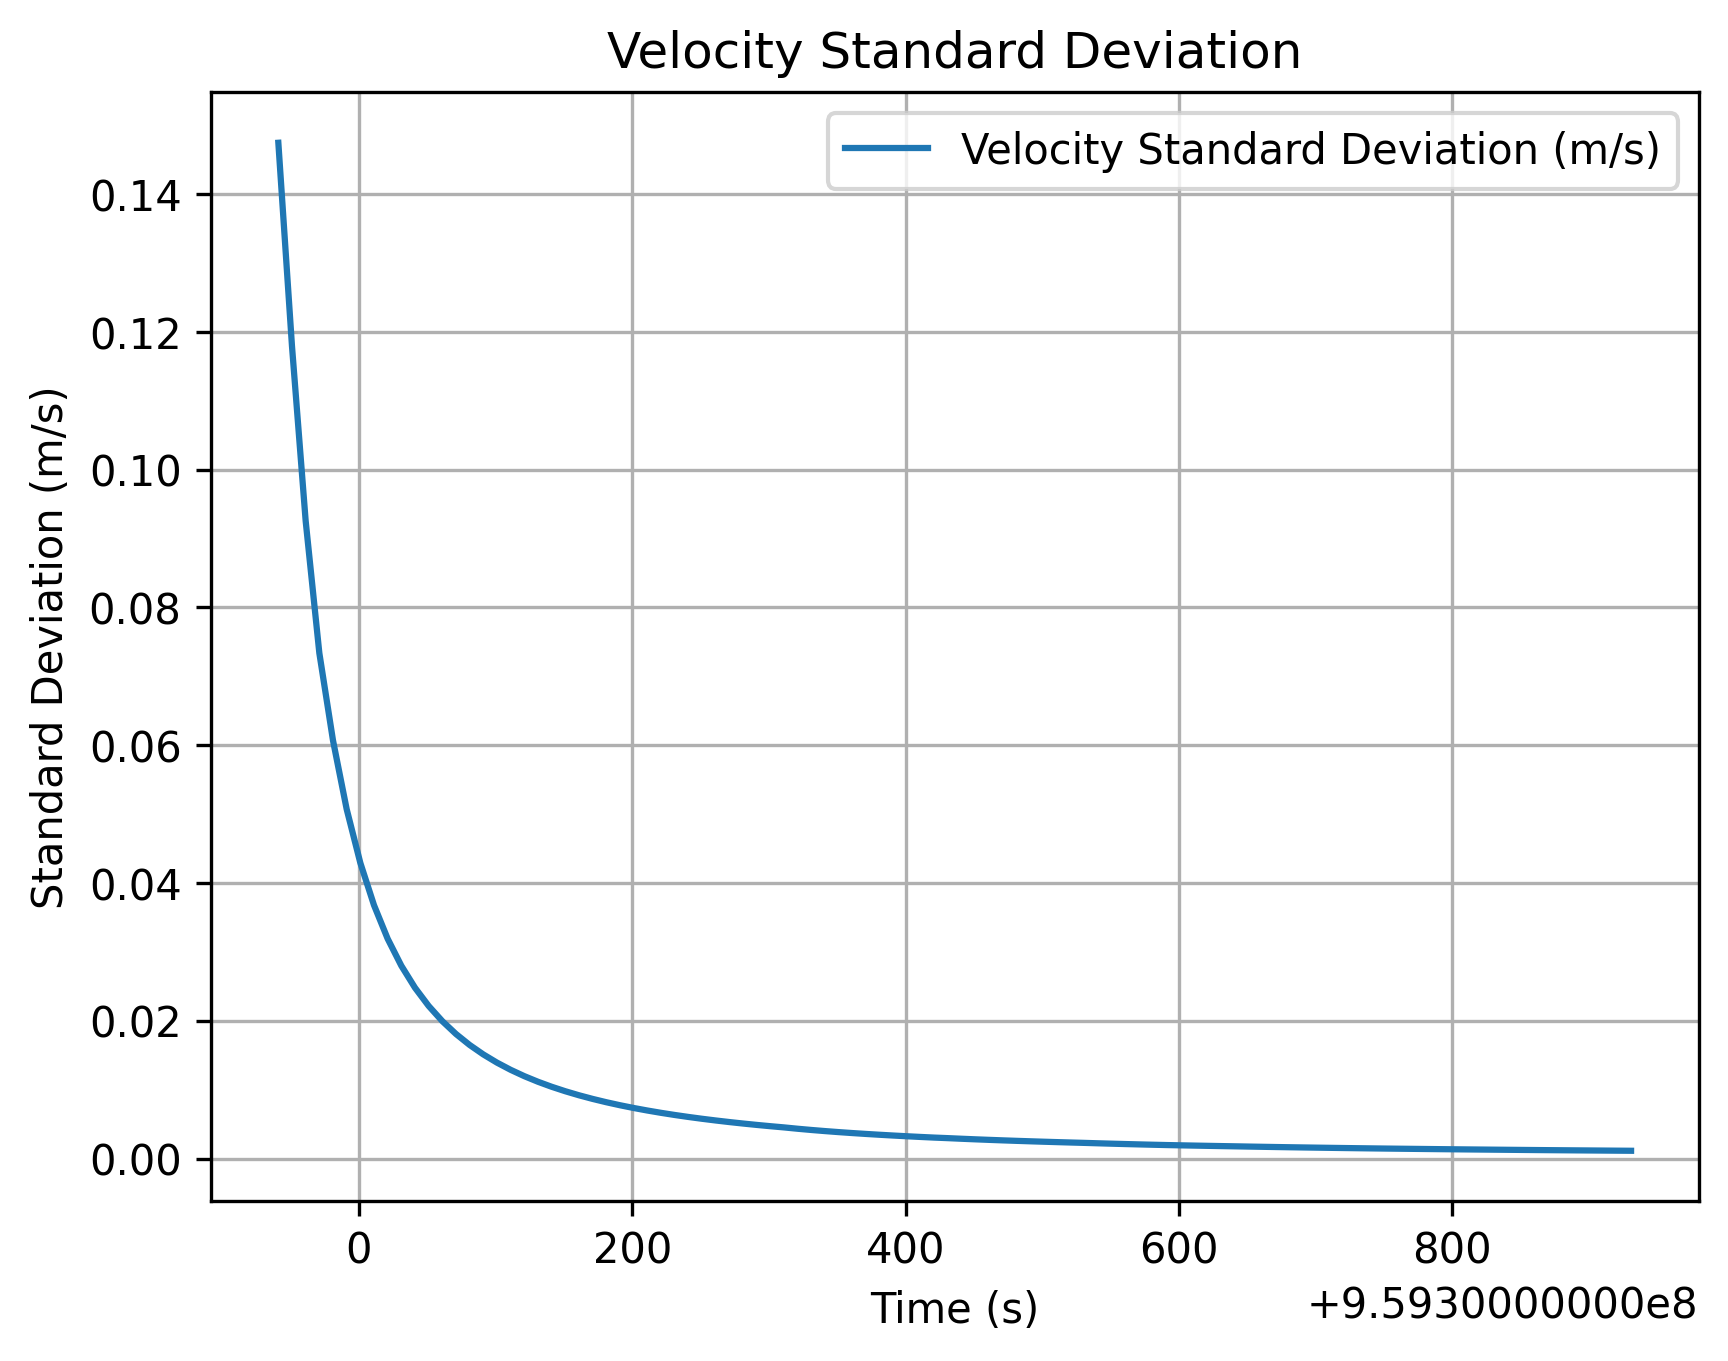 Velocity Standard Deviation
Velocity Standard Deviation (m/s)
Standard Deviation (m/s)
0.14
0.12
0.10
0.08
0.06
0.04
0.02
0.00
0 200 400 600 800
Time (s)
+9.5930000000e8